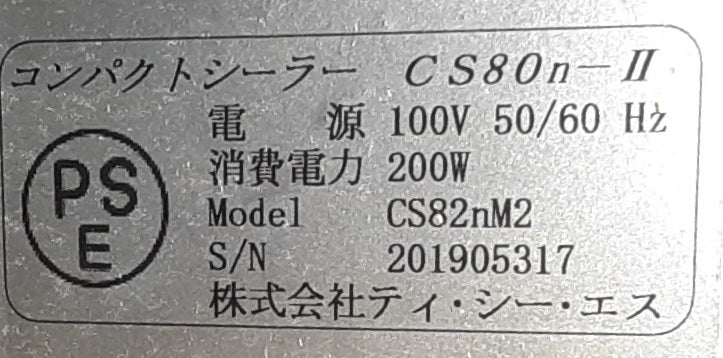 コンパクトシーラー CS80n-II
電 源 100V 50/60 Hz
消費電力 200W
Model CS82nM2
S/N 201905317
株式会社ティ・シー・エス
PS
E